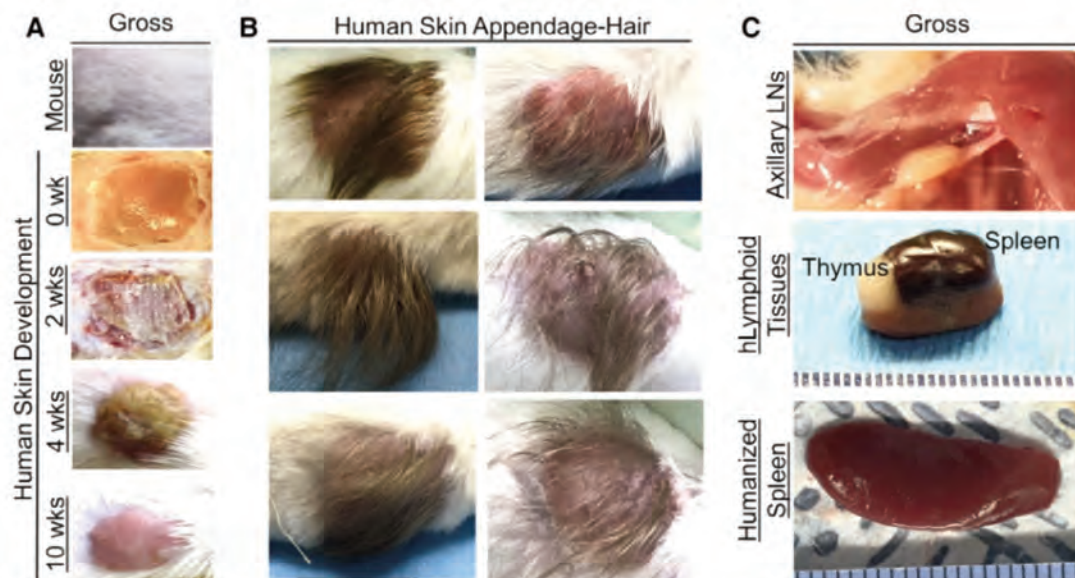 A
Gross
Mouse
Human Skin Development
0 wk
2 wks
4 wks
10 wks
B
Human Skin Appendage-Hair
C
Gross
Axillary LNs
hLymphoid
Tissues
Thymus
Spleen
Humanized
Spleen